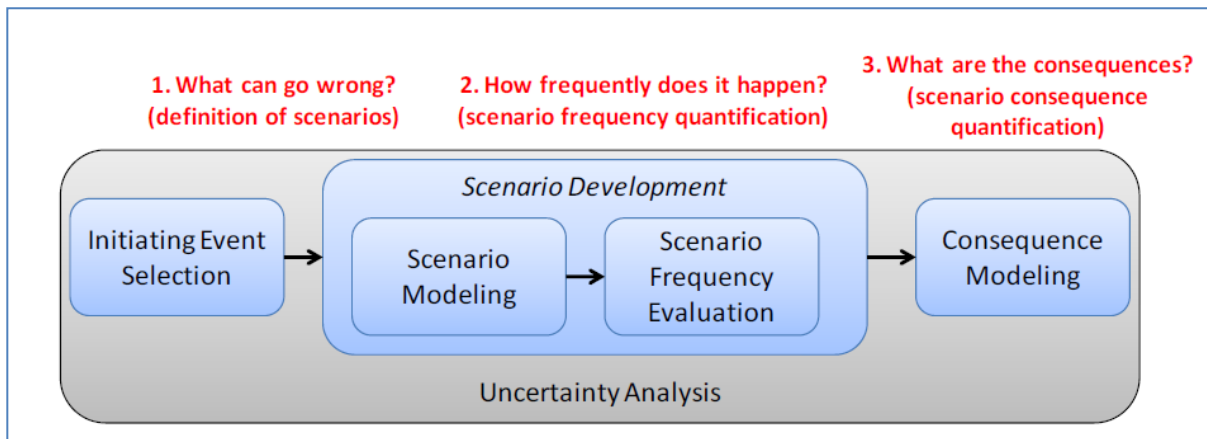 1. What can go wrong?
(definition of scenarios)
2. How frequently does it happen?
(scenario frequency quantification)
3. What are the consequences?
(scenario consequence
quantification)
Scenario Development
Initiating Event
Selection
Scenario
Modeling
Scenario
Frequency
Evaluation
Consequence
Modeling
Uncertainty Analysis